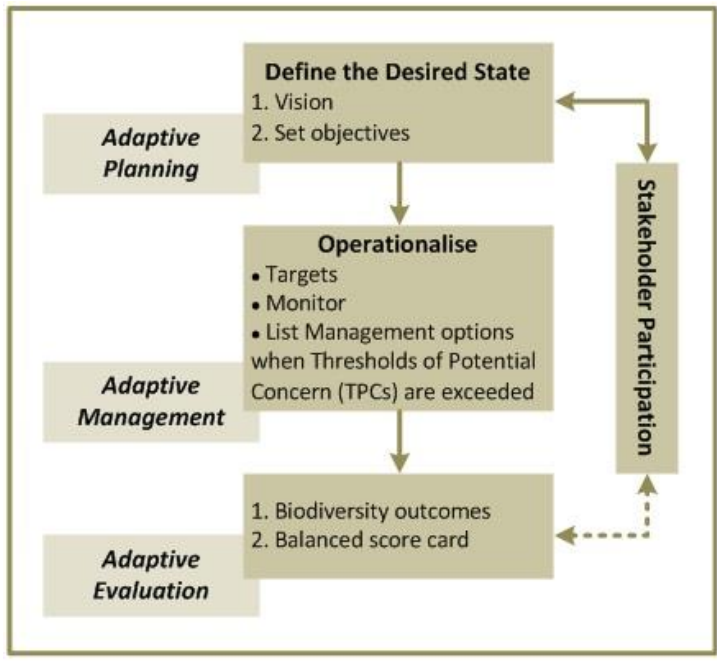 Define the Desired State
1. Vision
2. Set objectives
Adaptive
Planning
Operationalise
• Targets
• Monitor
• List Management options
when Thresholds of Potential
Concern (TPCs) are exceeded
Adaptive
Management
1. Biodiversity outcomes
2. Balanced score card
Adaptive
Evaluation
Stakeholder Participation